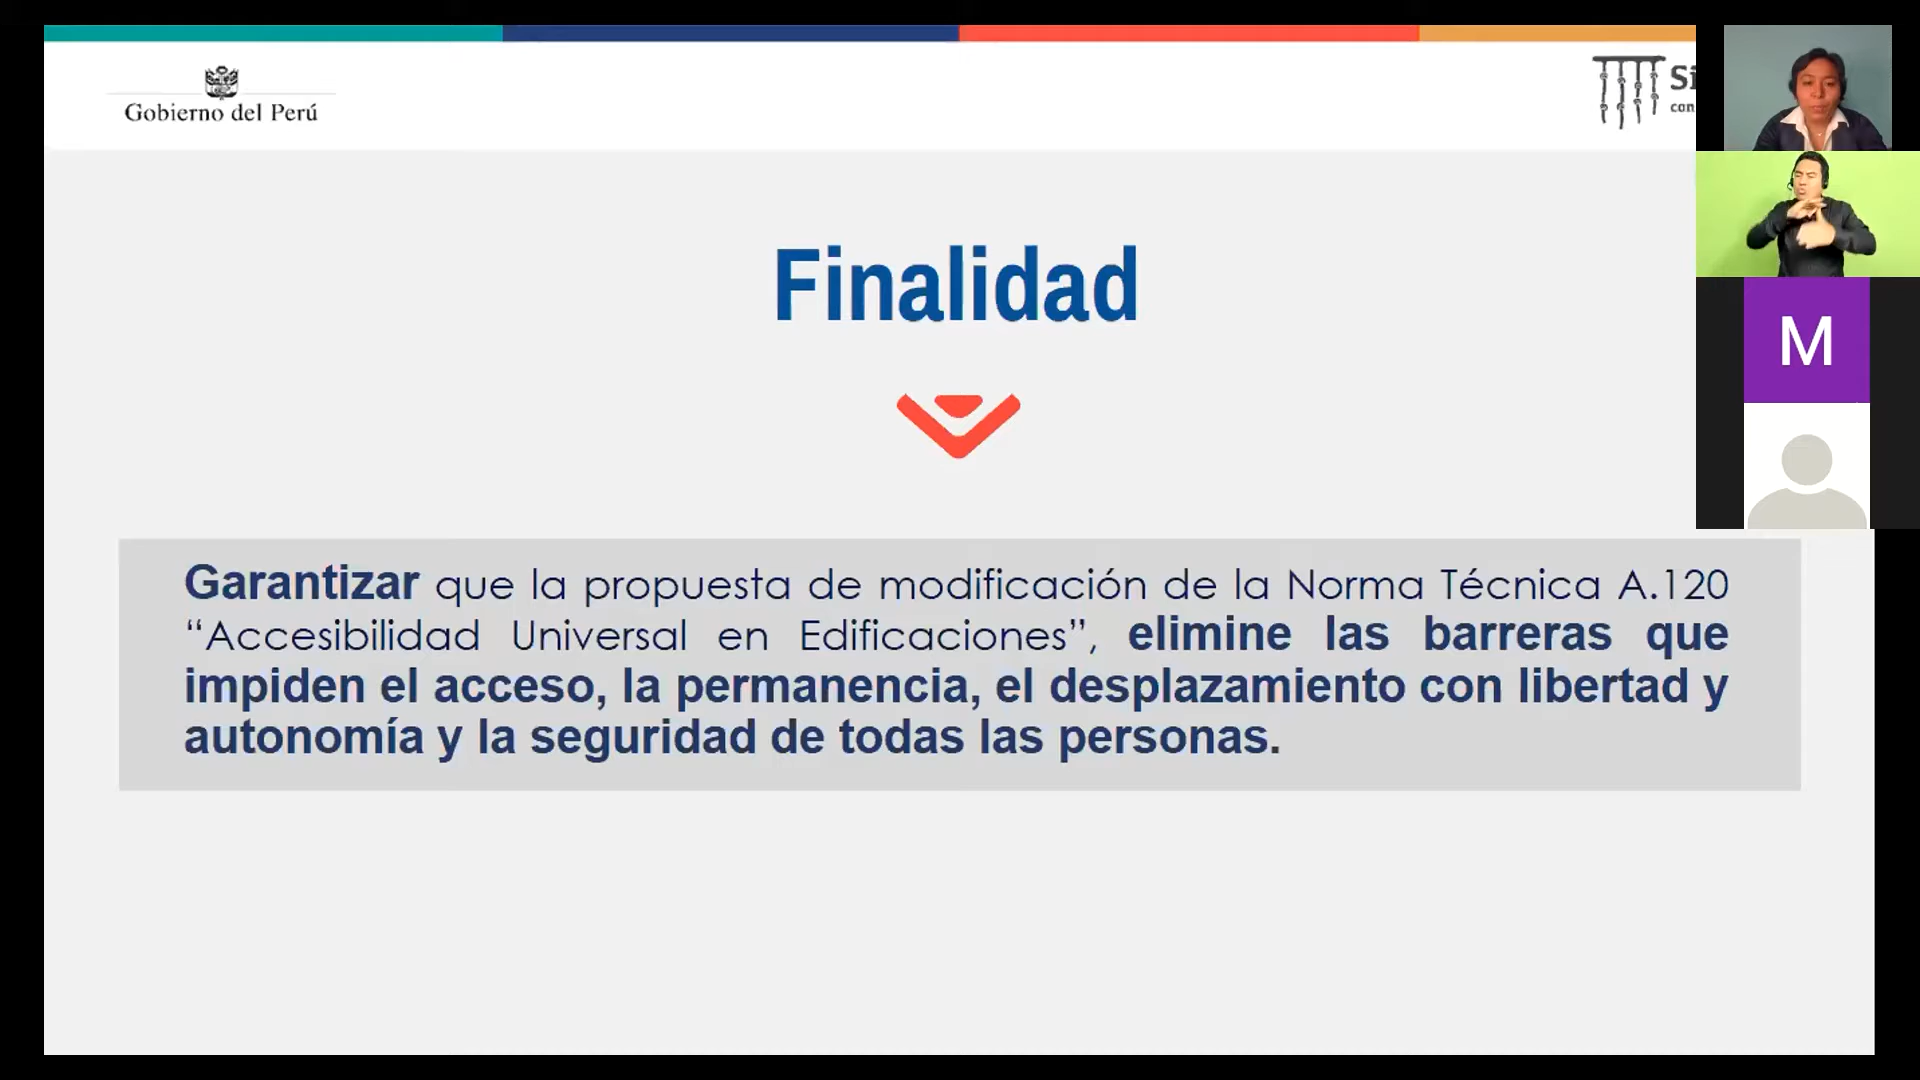 Gobierno del Perú
Finalidad
Garantizar que la propuesta de modificación de la Norma Técnica A.120
“Accesibilidad Universal en Edificaciones”, elimine las barreras que
impiden el acceso, la permanencia, el desplazamiento con libertad y
autonomía y la seguridad de todas las personas.
M